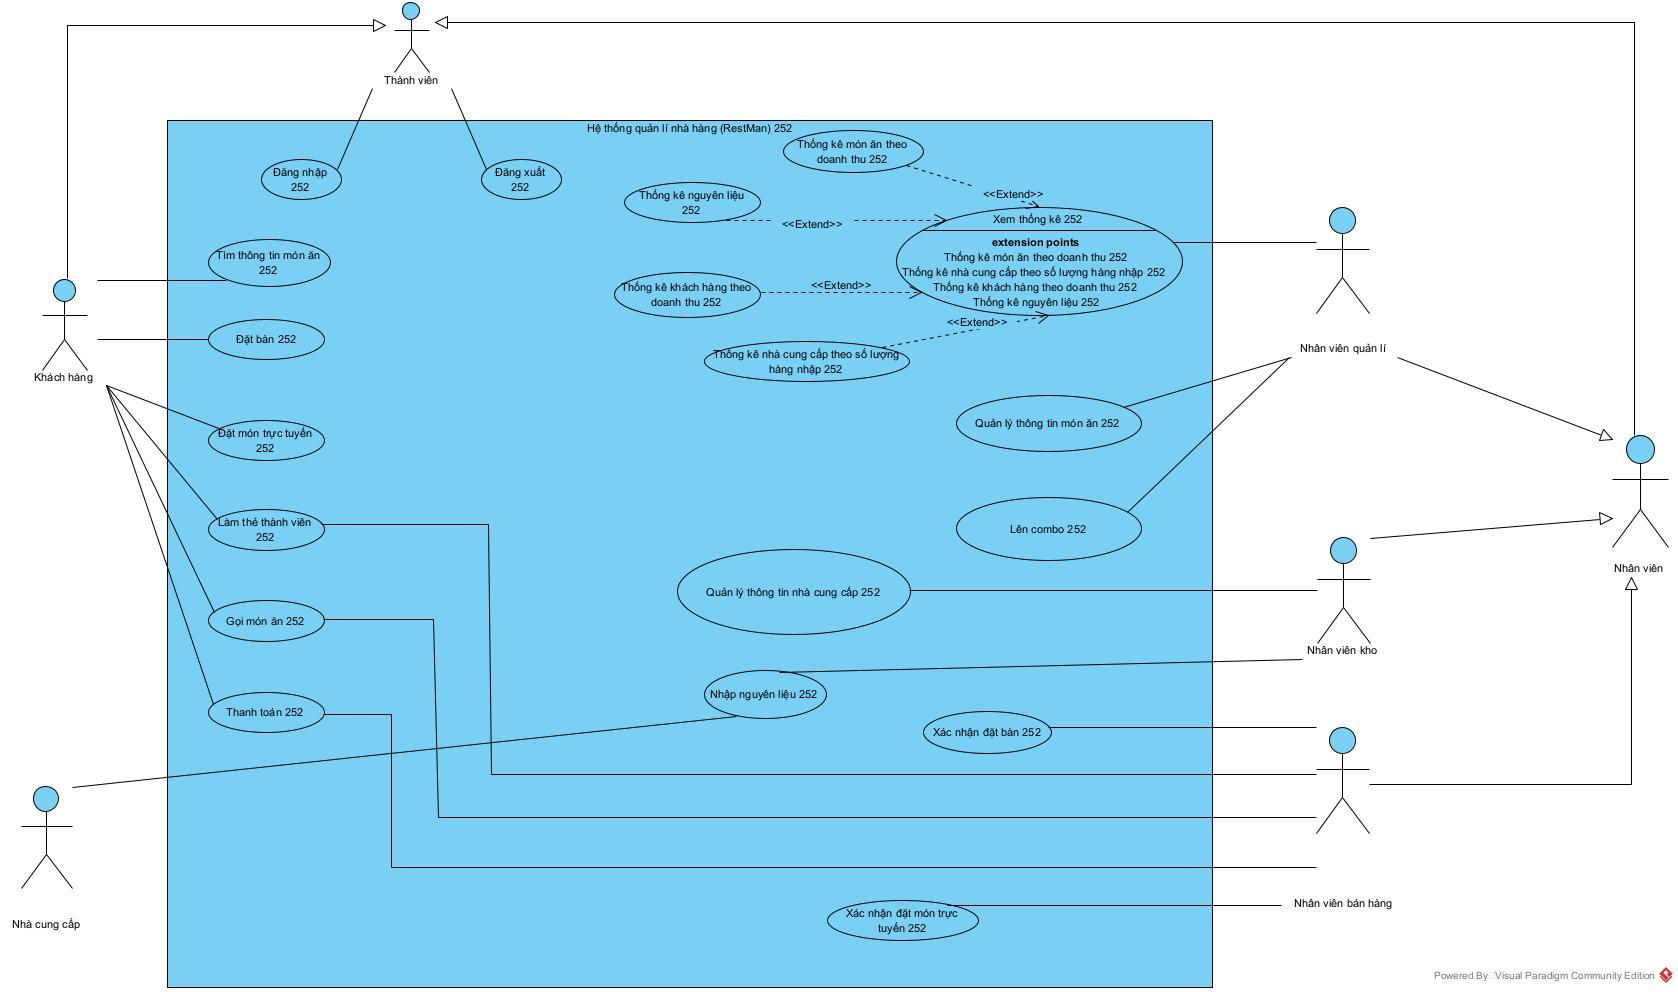 Thành viên
Hệ thống quản lí nhà hàng (RestMan) 252
Đăng nhập
252
Đăng xuất
252
Thống kê món ăn theo
doanh thu 252
<<Extend>>
Thống kê nguyên liệu
252
<<Extend>>
Xem thống kê 252
extension points
Thống kê món ăn theo doanh thu 252
Thống kê nhà cung cấp theo số lượng hàng nhập 252
Thống kê khách hàng theo doanh thu 252
Thống kê nguyên liệu 252
Tìm thông tin món ăn
252
Thống kê khách hàng theo
doanh thu 252
<<Extend>>
<<Extend>>
Đặt bàn 252
Thống kê nhà cung cấp theo số lượng
hàng nhập 252
Nhân viên quản lí
Khách hàng
Quản lý thông tin món ăn 252
Đặt món trực tuyến
252
Làm thẻ thành viên
252
Lên combo 252
Nhân viên
Quản lý thông tin nhà cung cấp 252
Gọi món ăn 252
Nhân viên kho
Nhập nguyên liệu 252
Thanh toán 252
Xác nhận đặt bàn 252
Nhân viên bán hàng
Xác nhận đặt món trực
tuyến 252
Nhà cung cấp
Powered By Visual Paradigm Community Edition